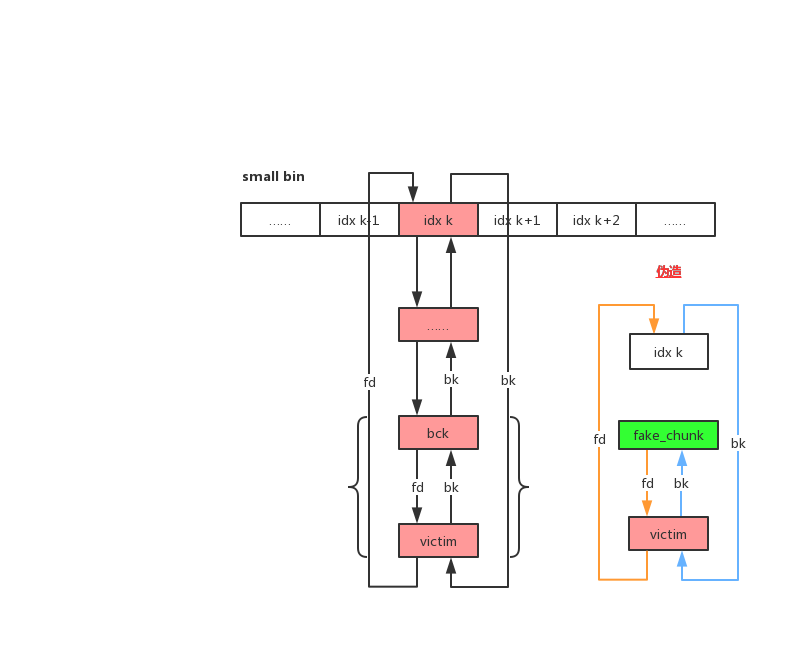 small bin
......
idx k-1
idx k
idx k+1
idx k+2
......
伪造
......
idx k
fd
bk
bk
bck
fake_chunk
fd
bk
fd
bk
fd
bk
victim
victim